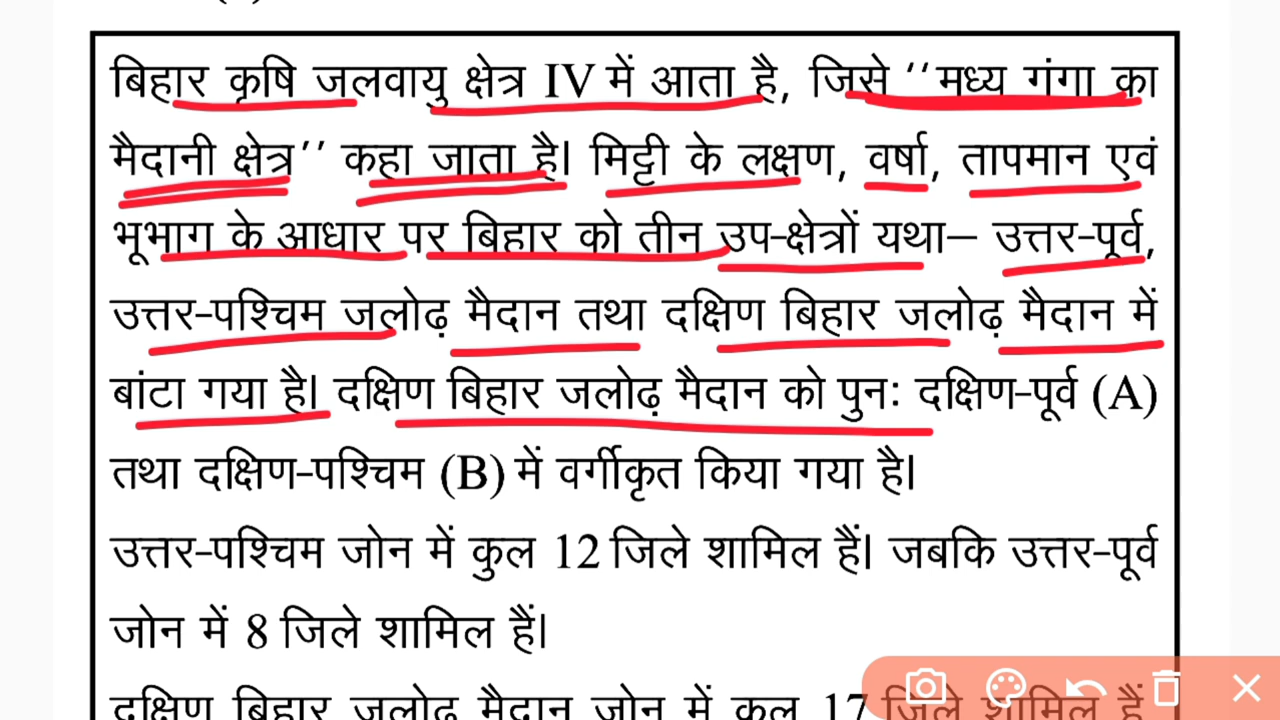 बिहार कृषि जलवायु क्षेत्र IV में आता है, जिसे ‘‘मध्य गंगा का
मैदानी क्षेत्र’’ कहा जाता है। मिट्टी के लक्षण, वर्षा, तापमान एवं
भूभाग के आधार पर बिहार को तीन उप-क्षेत्रों यथा– उत्तर-पूर्व,
उत्तर-पश्चिम जलोढ़ मैदान तथा दक्षिण बिहार जलोढ़ मैदान में
बांटा गया है। दक्षिण बिहार जलोढ़ मैदान को पुनः दक्षिण-पूर्व (A)
तथा दक्षिण-पश्चिम (B) में वर्गीकृत किया गया है।
उत्तर-पश्चिम जोन में कुल 12 जिले शामिल हैं। जबकि उत्तर-पूर्व
जोन में 8 जिले शामिल हैं।
दक्षिण बिहार जलोढ़ मैदान जोन में कुल 17 जिले शामिल हैं